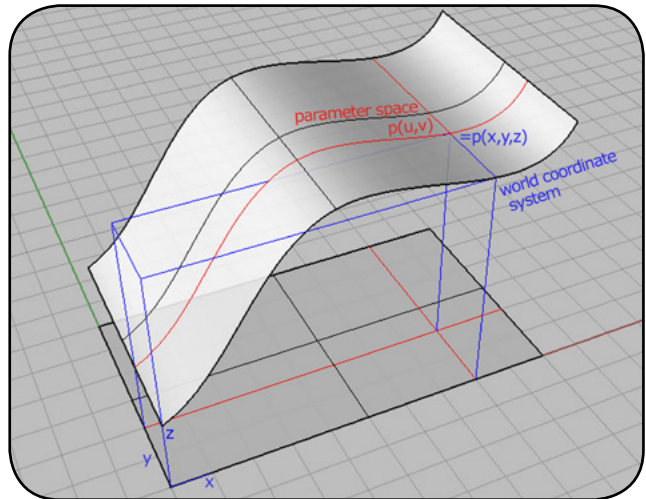 parameter space
p(u,v)
=p(x,y,z)
world coordinate
system
z
y
x